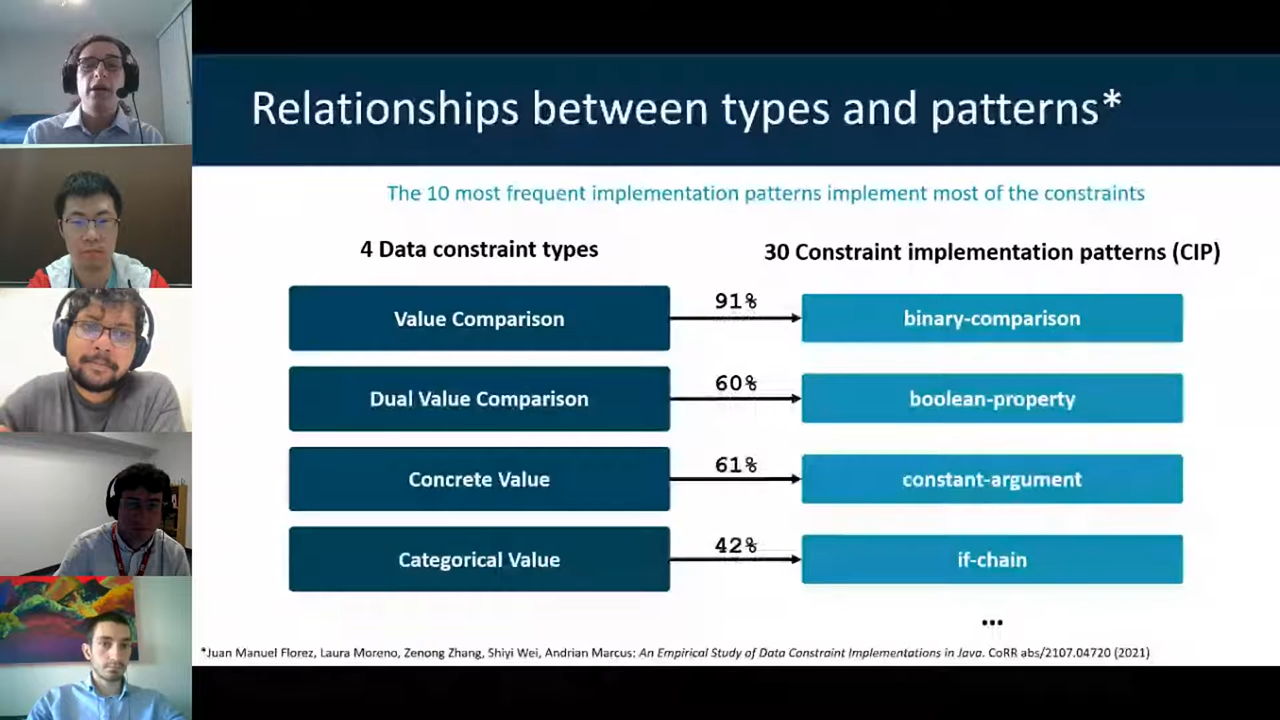 Relationships between types and patterns*
The 10 most frequent implementation patterns implement most of the constraints
4 Data constraint types
30 Constraint implementation patterns (CIP)
Value Comparison
91%
binary-comparison
Dual Value Comparison
60%
boolean-property
Concrete Value
61%
constant-argument
Categorical Value
42%
if-chain
...
*Juan Manuel Florez, Laura Moreno, Zenong Zhang, Shiyi Wei, Andrian Marcus: An Empirical Study of Data Constraint Implementations in Java. CoRR abs/2107.04720 (2021)